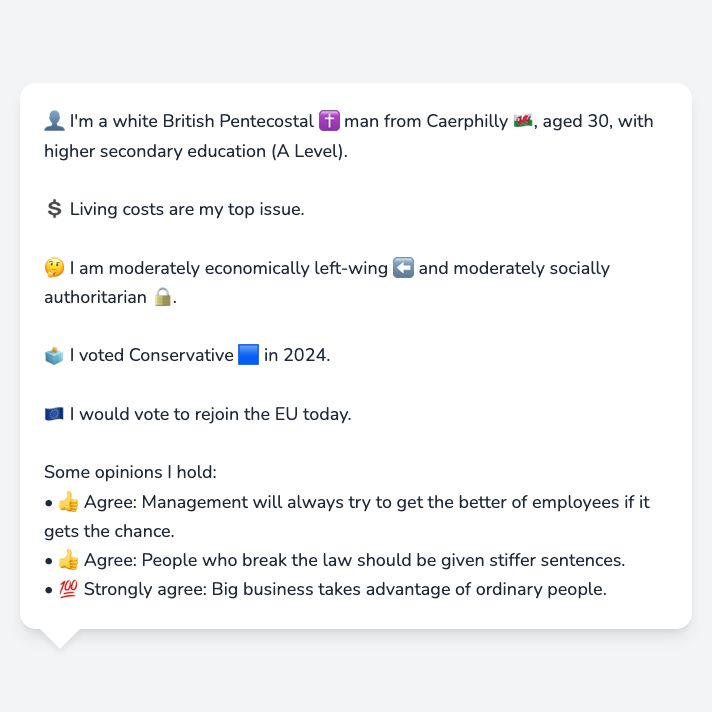 👤 I'm a white British Pentecostal ✝️ man from Caerphilly 🏴󠁧󠁢󠁷󠁬󠁳󠁿, aged 30, with
higher secondary education (A Level).
💲 Living costs are my top issue.
🤔 I am moderately economically left-wing ⬅️ and moderately socially
authoritarian 🔒.
🗳️ I voted Conservative 🟦 in 2024.
🇪🇺 I would vote to rejoin the EU today.
Some opinions I hold:
• 👍 Agree: Management will always try to get the better of employees if it
gets the chance.
• 👍 Agree: People who break the law should be given stiffer sentences.
• 💯 Strongly agree: Big business takes advantage of ordinary people.